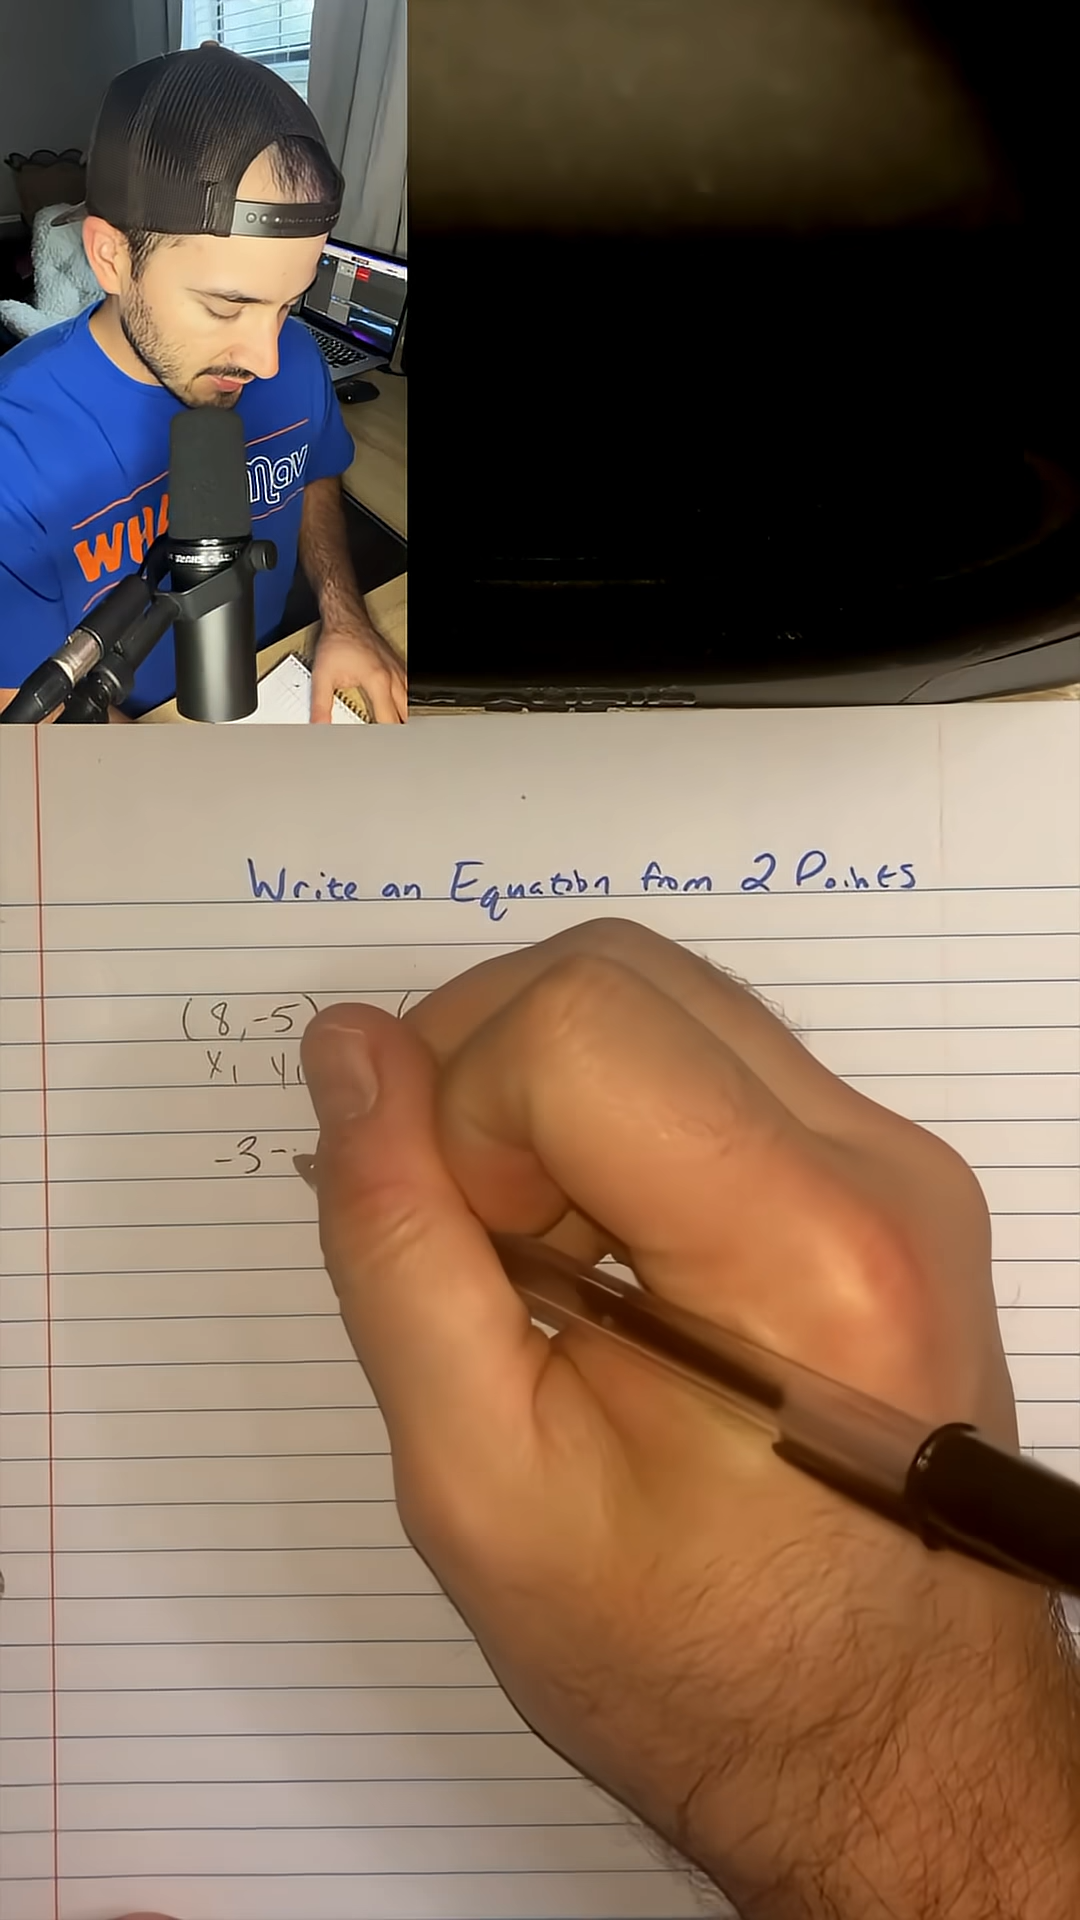 Write an Equation from 2 Points
(8,-5) (
x₁ y₁
-3-